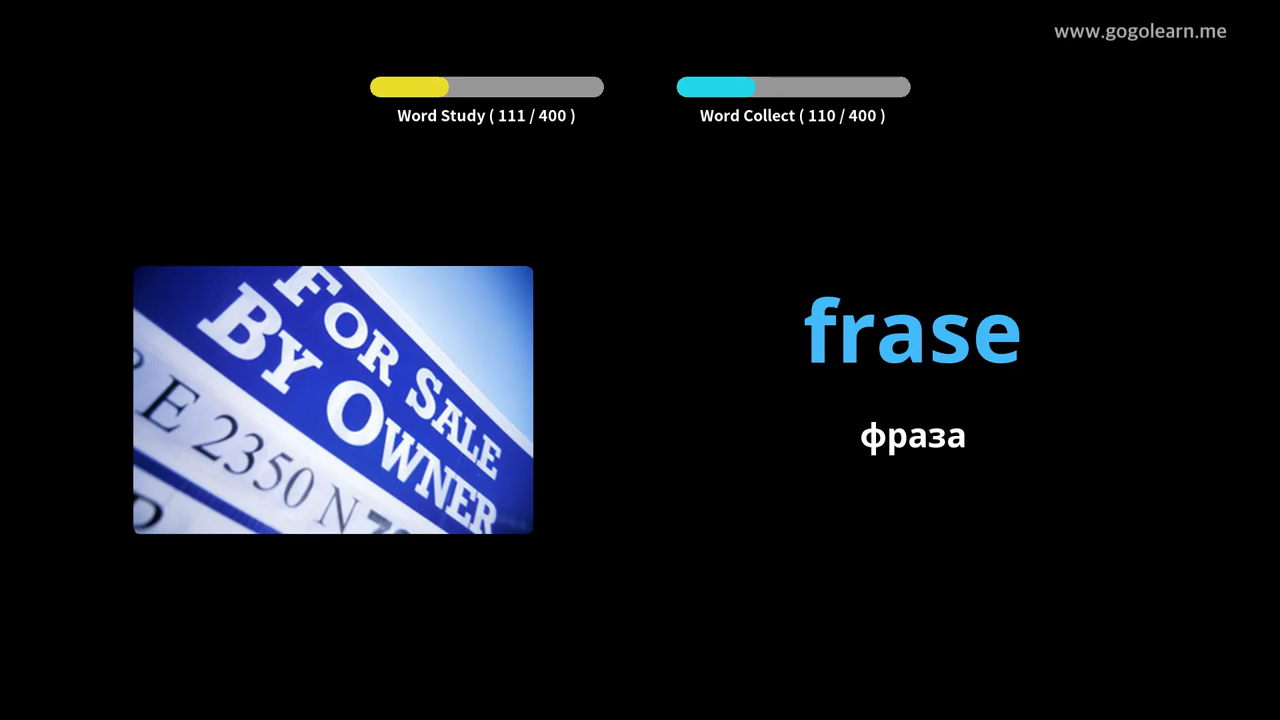 www.gogolearn.me
Word Study ( 111 / 400 )
Word Collect ( 110 / 400 )
FOR SALE
BY OWNER
E 2350 N
frase
фраза